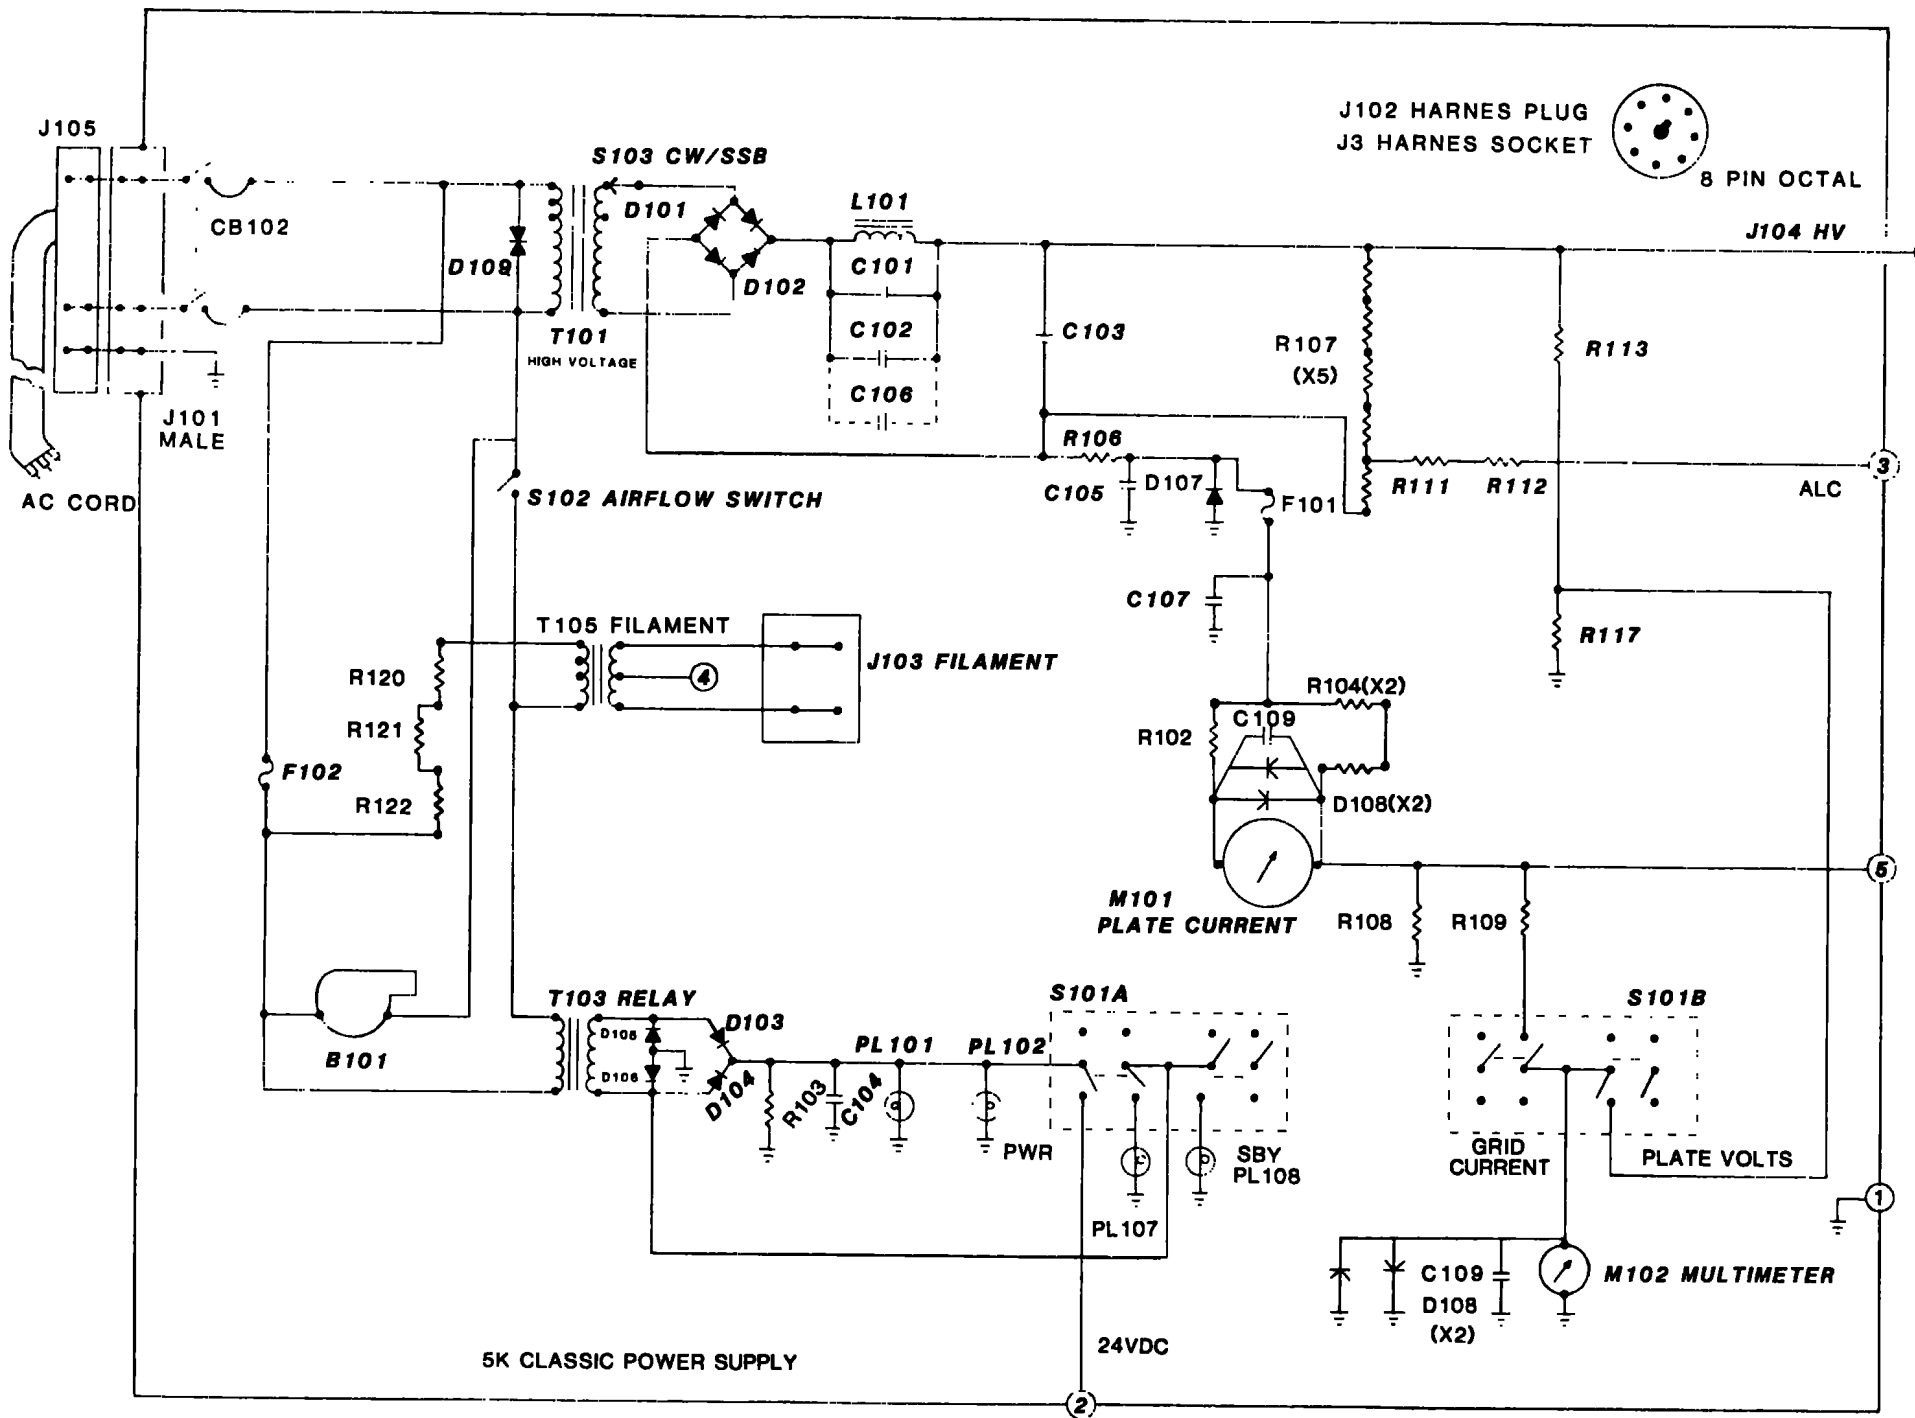 J102 HARNES PLUG
J3 HARNES SOCKET
8 PIN OCTAL
J105
S103 CW/SSB
D101
L101
J104 HV
CB102
D109
C101
D102
C102
C103
T101
HIGH VOLTAGE
R107
(X5)
R113
C106
J101
MALE
R106
AC CORD
S102 AIRFLOW SWITCH
C105
D107
F101
R111
R112
3
ALC
C107
T105 FILAMENT
R117
J103 FILAMENT
4
R120
R104(X2)
C109
R121
R102
F102
R122
D108(X2)
M101
PLATE CURRENT
5
R108
R109
T103 RELAY
S101A
S101B
D105
D103
PL101
PL102
B101
D106
D104
R103
C104
PWR
SBY
PL108
GRID
CURRENT
PLATE VOLTS
1
PL107
C109
D108
(X2)
M102 MULTIMETER
24VDC
5K CLASSIC POWER SUPPLY
2